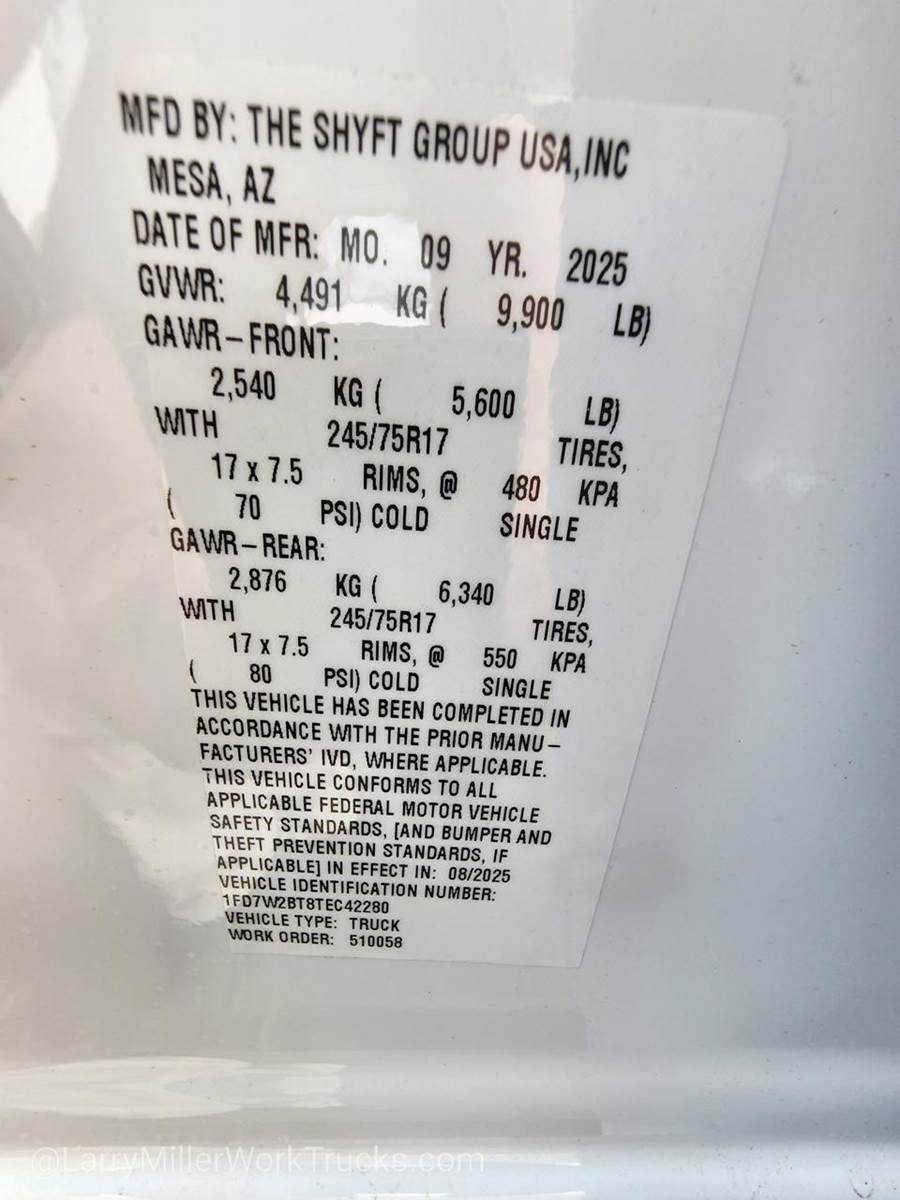 MFD BY: THE SHYFT GROUP USA,INC
MESA, AZ
DATE OF MFR: MO. 09 YR. 2025
GVWR: 4,491 KG ( 9,900 LB)
GAWR–FRONT:
2,540 KG ( 5,600 LB)
WITH 245/75R17 TIRES,
17 x 7.5 RIMS, @ 480 KPA
( 70 PSI) COLD SINGLE
GAWR–REAR:
2,876 KG ( 6,340 LB)
WITH 245/75R17 TIRES,
17 x 7.5 RIMS, @ 550 KPA
( 80 PSI) COLD SINGLE
THIS VEHICLE HAS BEEN COMPLETED IN
ACCORDANCE WITH THE PRIOR MANU–
FACTURERS' IVD, WHERE APPLICABLE.
THIS VEHICLE CONFORMS TO ALL
APPLICABLE FEDERAL MOTOR VEHICLE
SAFETY STANDARDS, [AND BUMPER AND
THEFT PREVENTION STANDARDS, IF
APPLICABLE] IN EFFECT IN: 08/2025
VEHICLE IDENTIFICATION NUMBER:
1FD7W2BT8TEC42280
VEHICLE TYPE: TRUCK
WORK ORDER: 510058
@LarryMillerWorkTrucks.com